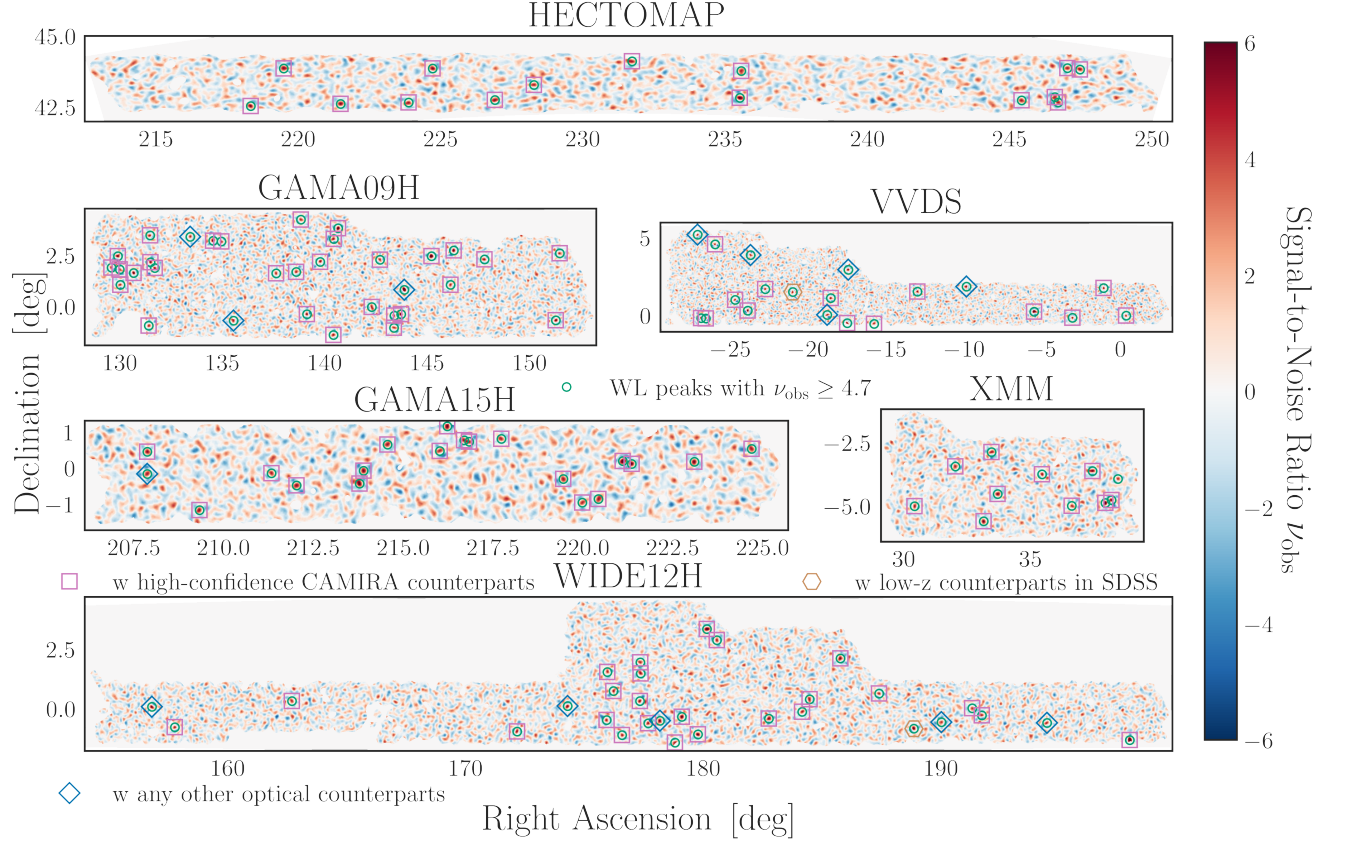 HECTOMAP
45.0
42.5
215 220 225 230 235 240 245 250
GAMA09H
2.5
0.0
130 135 140 145 150
VVDS
5
0
−25 −20 −15 −10 −5 0
WL peaks with ν_obs ≥ 4.7
GAMA15H
1
0
−1
207.5 210.0 212.5 215.0 217.5 220.0 222.5 225.0
XMM
−2.5
−5.0
30 35
w high-confidence CAMIRA counterparts
w low-z counterparts in SDSS
WIDE12H
2.5
0.0
160 170 180 190
w any other optical counterparts
Right Ascension [deg]
Declination [deg]
6
4
2
0
−2
−4
−6
Signal-to-Noise Ratio ν_obs